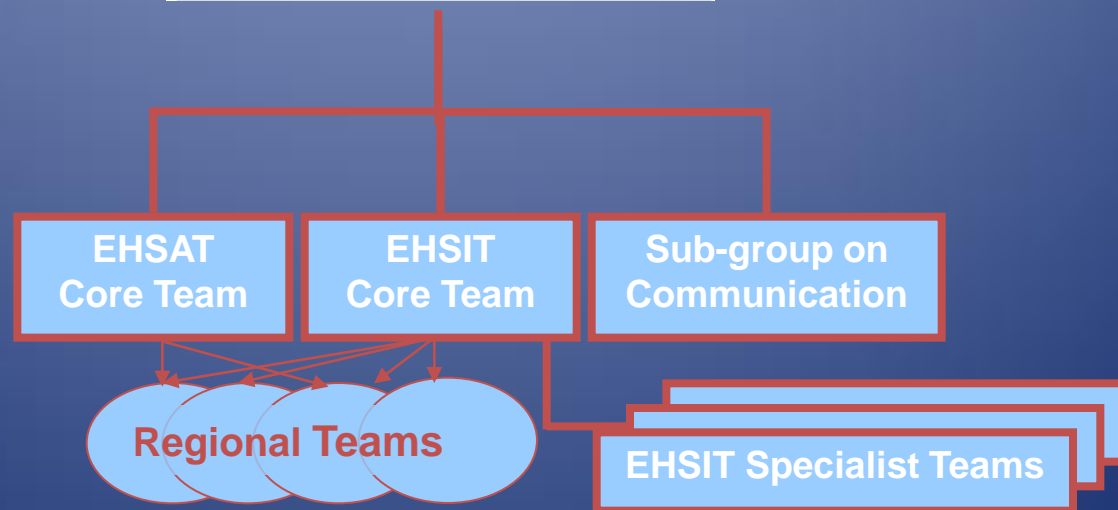 EHSAT
Core Team
EHSIT
Core Team
Sub-group on
Communication
Regional Teams
EHSIT Specialist Teams